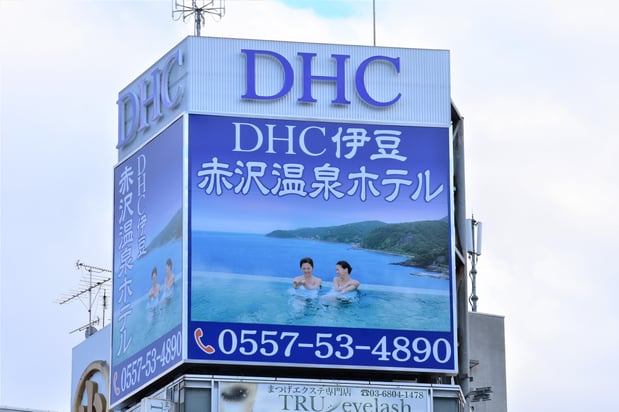 DHC
DHC
DHC伊豆
赤沢温泉ホテル
0557-53-4890
DHC伊豆
赤沢温泉ホテル
0557-53-4890
まつげエクステ専門店 ☎03-6804-1478
TRU eyelash